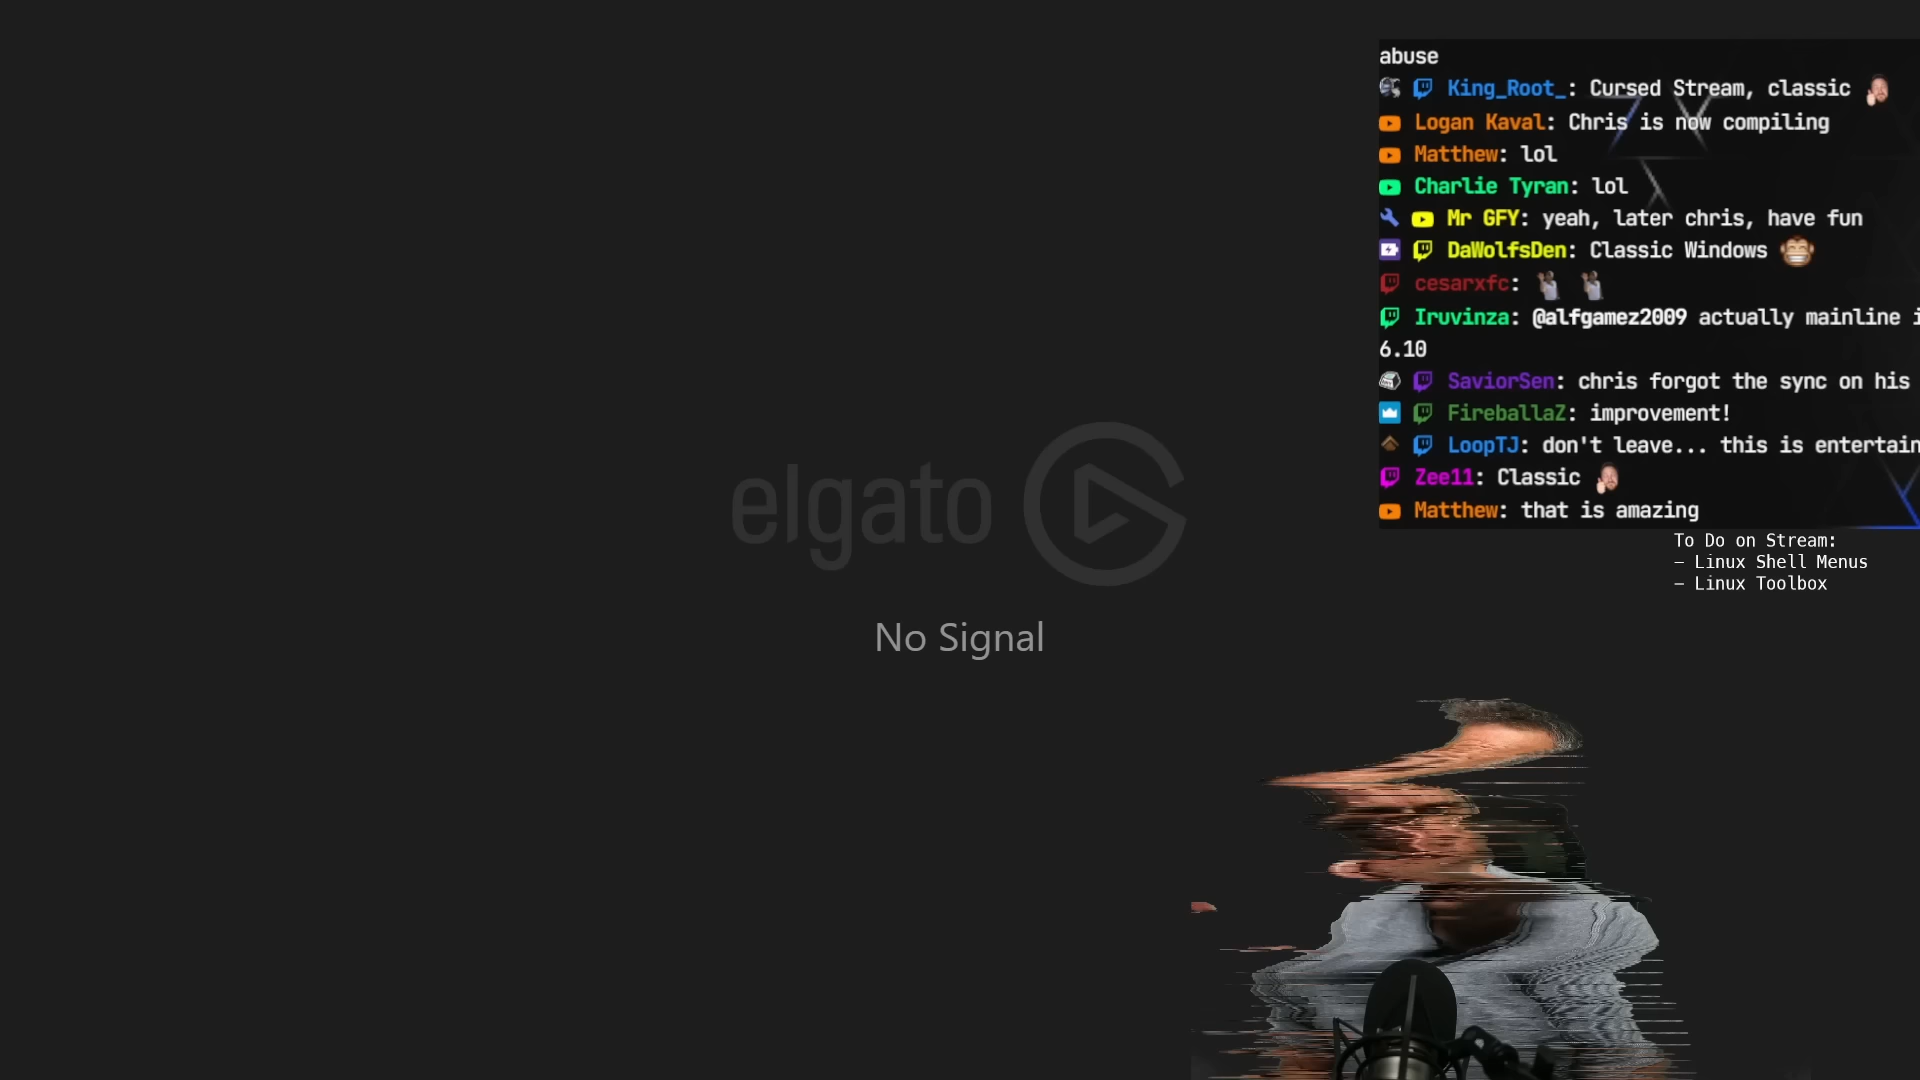 abuse
King_Root_: Cursed Stream, classic
Logan Kaval: Chris is now compiling
Matthew: lol
Charlie Tyran: lol
Mr GFY: yeah, later chris, have fun
DaWolfsDen: Classic Windows
cesarxfc:
Iruvinza: @alfgamez2009 actually mainline
6.10
SaviorSen: chris forgot the sync on his
FireballaZ: improvement!
LoopTJ: don't leave... this is entertain
Zee11: Classic
Matthew: that is amazing
To Do on Stream:
- Linux Shell Menus
- Linux Toolbox
elgato
No Signal